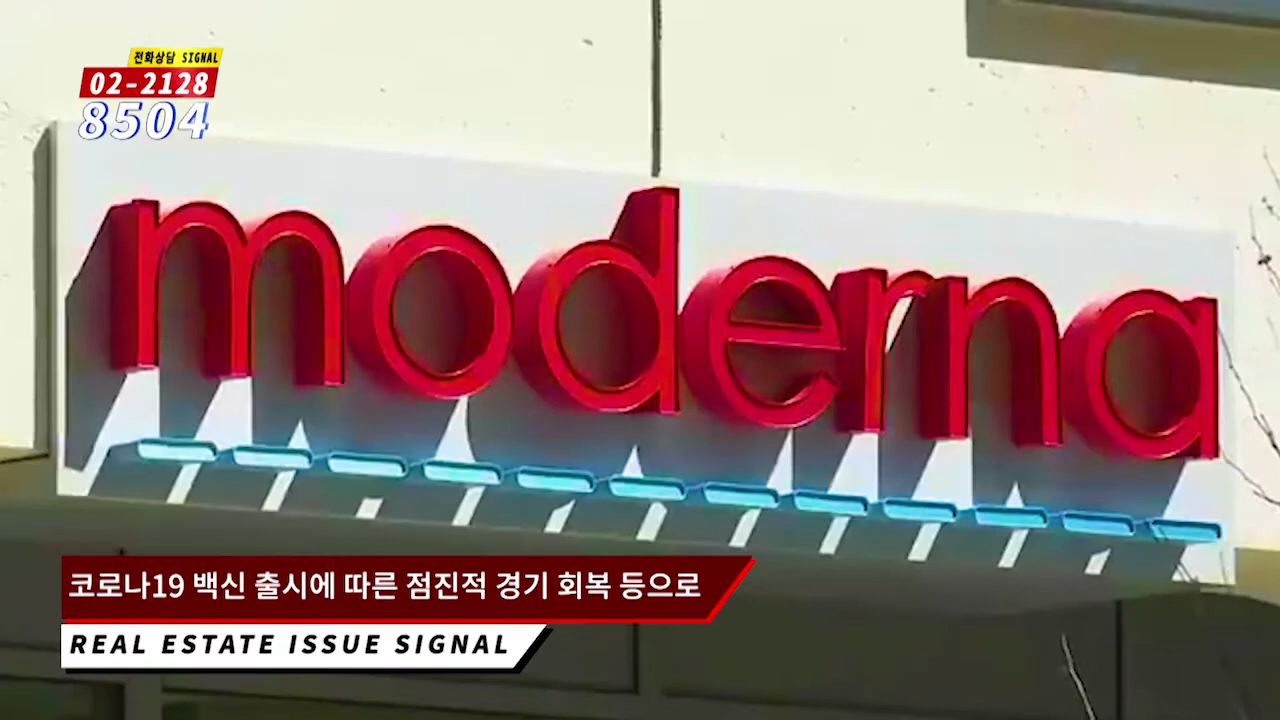 전화상담 SIGNAL
02-2128
8504
moderna
코로나19 백신 출시에 따른 점진적 경기 회복 등으로
REAL ESTATE ISSUE SIGNAL